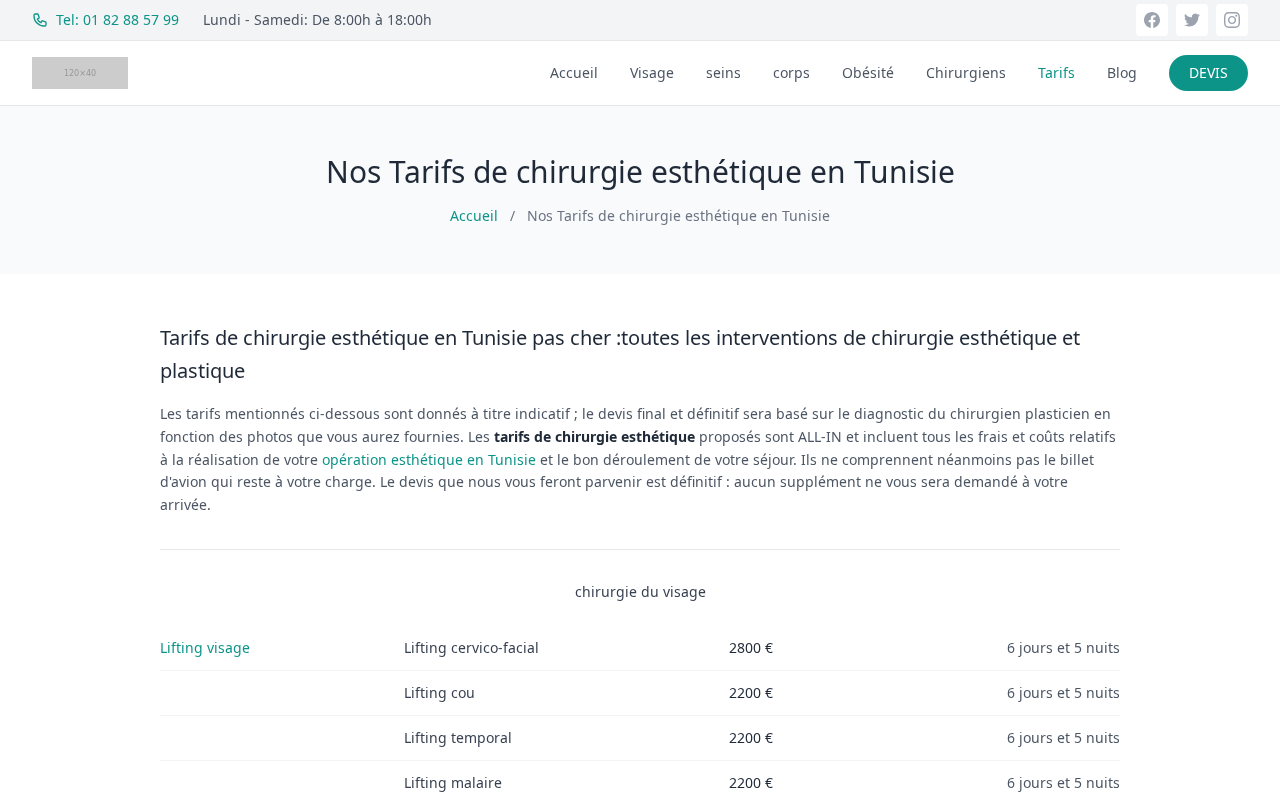 Tel: 01 82 88 57 99 Lundi - Samedi: De 8:00h à 18:00h
120×40 Accueil Visage seins corps Obésité Chirurgiens Tarifs Blog DEVIS
Nos Tarifs de chirurgie esthétique en Tunisie
Accueil / Nos Tarifs de chirurgie esthétique en Tunisie
Tarifs de chirurgie esthétique en Tunisie pas cher :toutes les interventions de chirurgie esthétique et
plastique
Les tarifs mentionnés ci-dessous sont donnés à titre indicatif ; le devis final et définitif sera basé sur le diagnostic du chirurgien plasticien en
fonction des photos que vous aurez fournies. Les tarifs de chirurgie esthétique proposés sont ALL-IN et incluent tous les frais et coûts relatifs
à la réalisation de votre opération esthétique en Tunisie et le bon déroulement de votre séjour. Ils ne comprennent néanmoins pas le billet
d'avion qui reste à votre charge. Le devis que nous vous feront parvenir est définitif : aucun supplément ne vous sera demandé à votre
arrivée.
chirurgie du visage
Lifting visage Lifting cervico-facial 2800 € 6 jours et 5 nuits
Lifting cou 2200 € 6 jours et 5 nuits
Lifting temporal 2200 € 6 jours et 5 nuits
Lifting malaire 2200 € 6 jours et 5 nuits